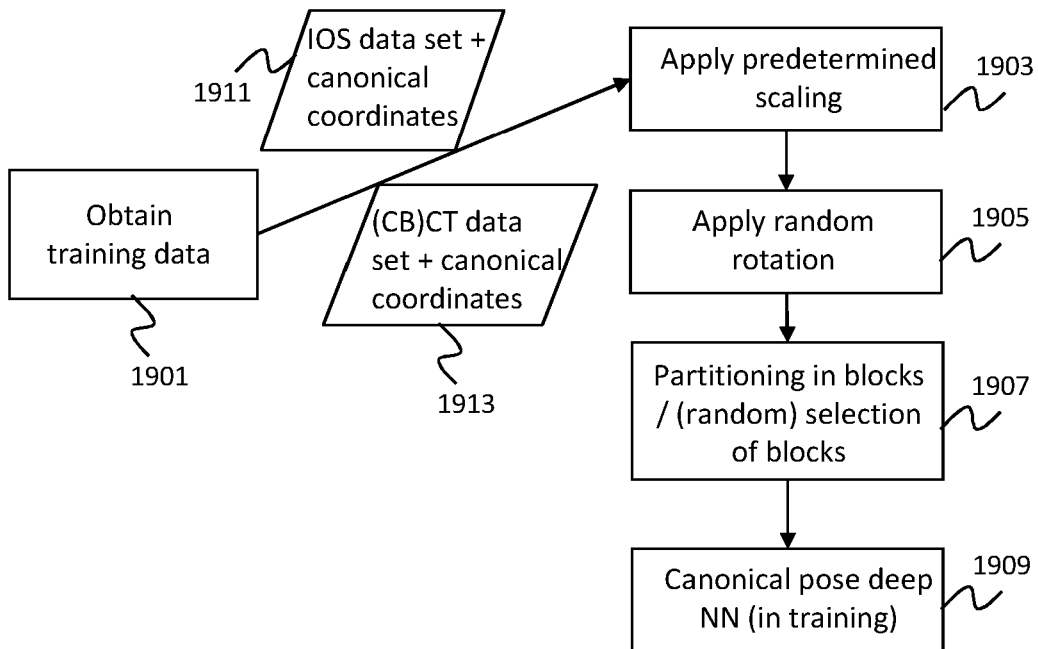 IOS data set +
canonical
coordinates
1911
Apply predetermined
scaling
1903
Obtain
training data
1901
(CB)CT data
set + canonical
coordinates
1913
Apply random
rotation
1905
Partitioning in blocks
/ (random) selection
of blocks
1907
Canonical pose deep
NN (in training)
1909